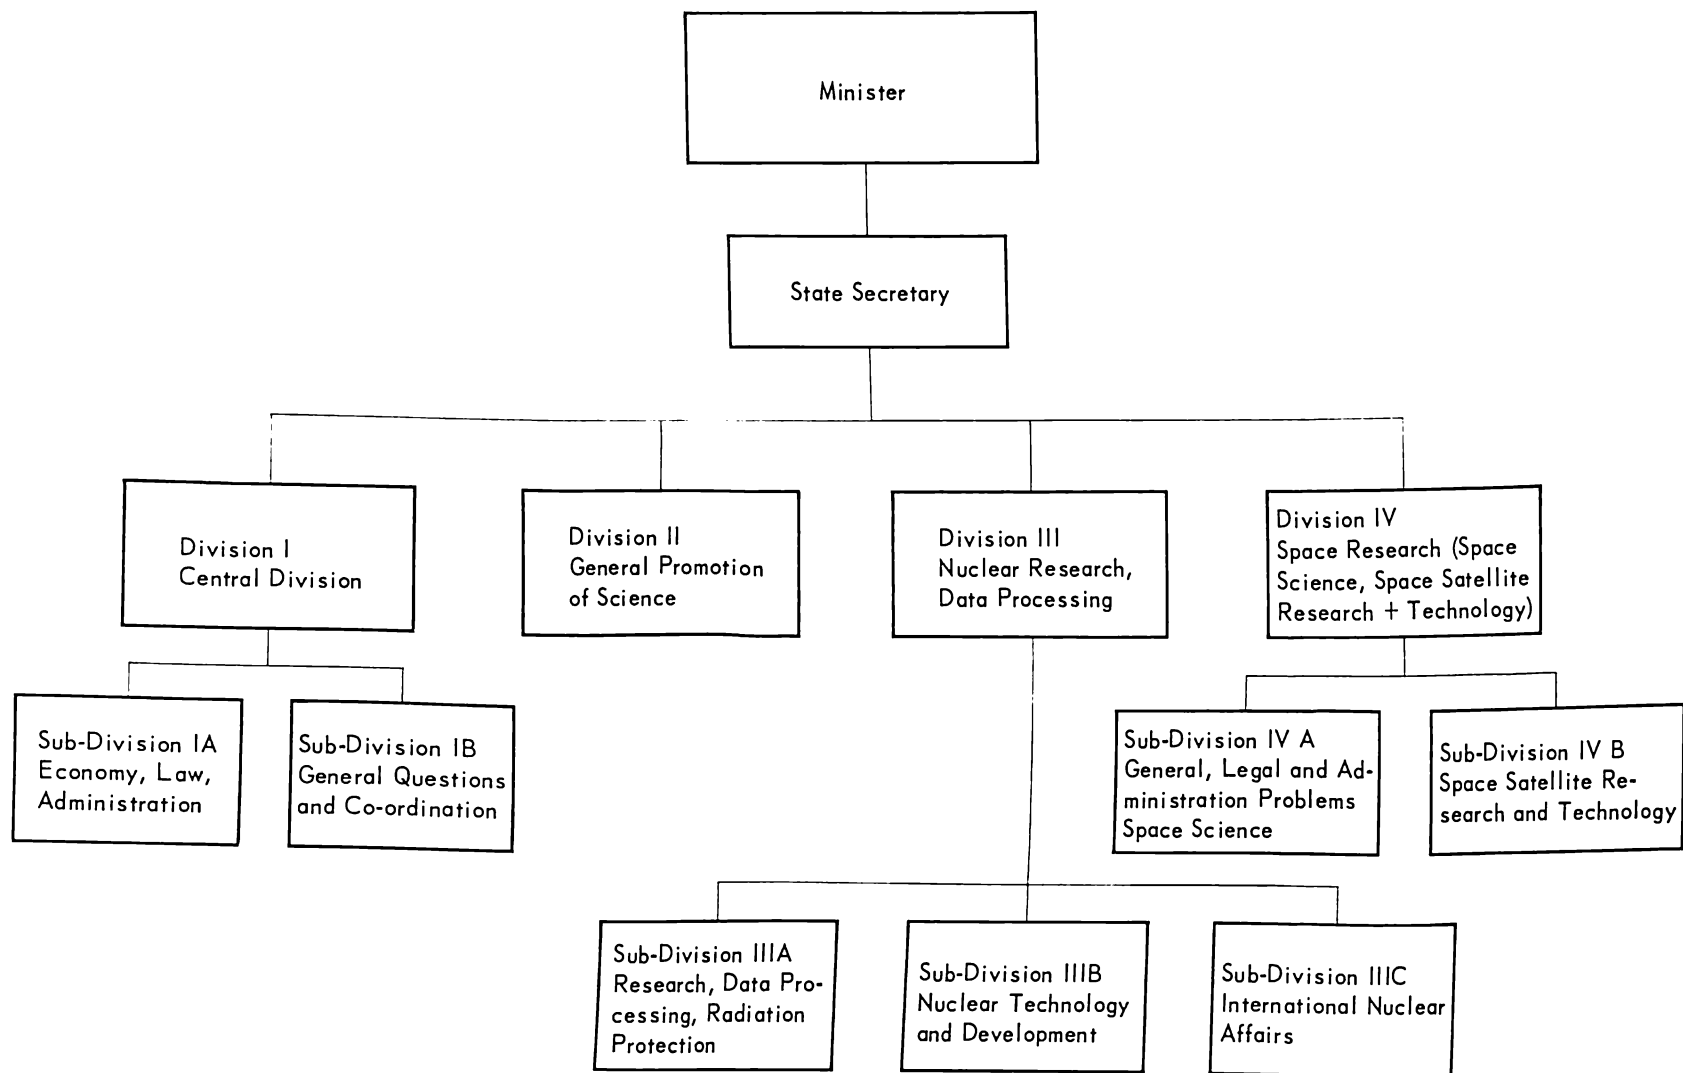 Minister
State Secretary
Division I
Central Division
Division II
General Promotion
of Science
Division III
Nuclear Research,
Data Processing
Division IV
Space Research (Space
Science, Space Satellite
Research + Technology)
Sub-Division IA
Economy, Law,
Administration
Sub-Division IB
General Questions
and Co-ordination
Sub-Division IV A
General, Legal and Ad-
ministration Problems
Space Science
Sub-Division IV B
Space Satellite Re-
search and Technology
Sub-Division IIIA
Research, Data Pro-
cessing, Radiation
Protection
Sub-Division IIIB
Nuclear Technology
and Development
Sub-Division IIIC
International Nuclear
Affairs